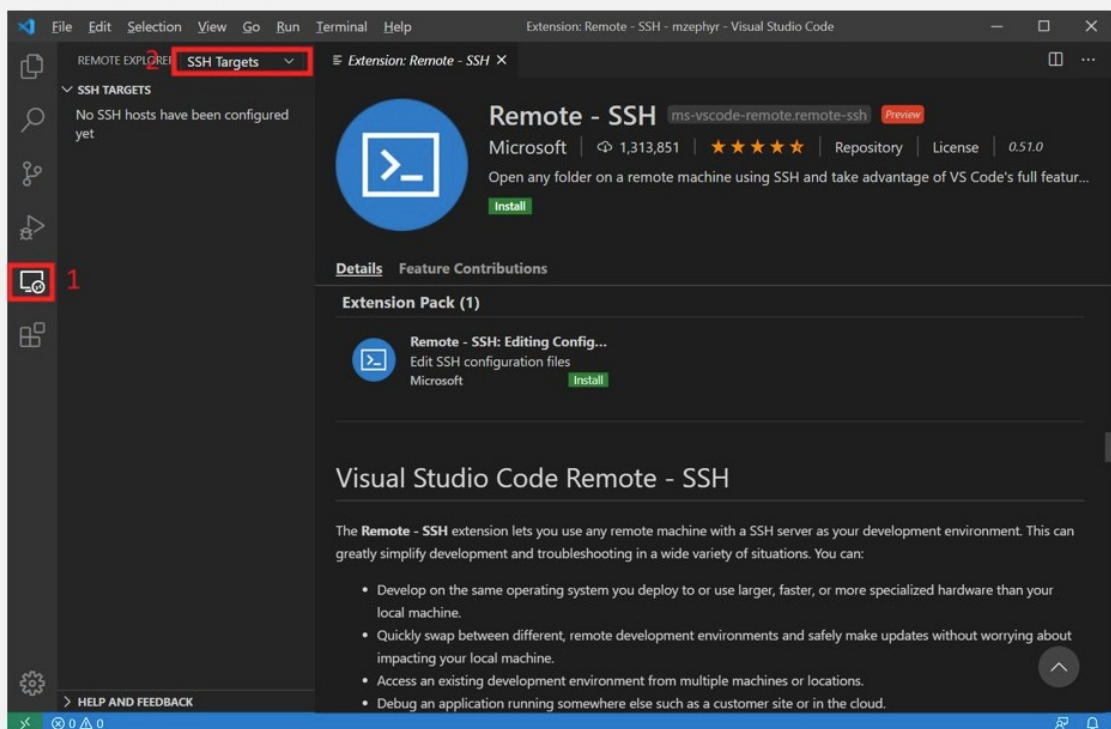 File Edit Selection View Go Run Terminal Help Extension: Remote - SSH - mzephyr - Visual Studio Code
REMOTE EXPLORER 2 SSH Targets
SSH TARGETS
No SSH hosts have been configured
yet
1
Extension: Remote - SSH
Remote - SSH ms-vscode-remote.remote-ssh Preview
Microsoft 1,313,851 Repository License 0.51.0
Open any folder on a remote machine using SSH and take advantage of VS Code's full featur...
Install
Details Feature Contributions
Extension Pack (1)
Remote - SSH: Editing Config...
Edit SSH configuration files
Microsoft Install
Visual Studio Code Remote - SSH
The Remote - SSH extension lets you use any remote machine with a SSH server as your development environment. This can
greatly simplify development and troubleshooting in a wide variety of situations. You can:
• Develop on the same operating system you deploy to or use larger, faster, or more specialized hardware than your
local machine.
• Quickly swap between different, remote development environments and safely make updates without worrying about
impacting your local machine.
• Access an existing development environment from multiple machines or locations.
• Debug an application running somewhere else such as a customer site or in the cloud.
HELP AND FEEDBACK
0 0